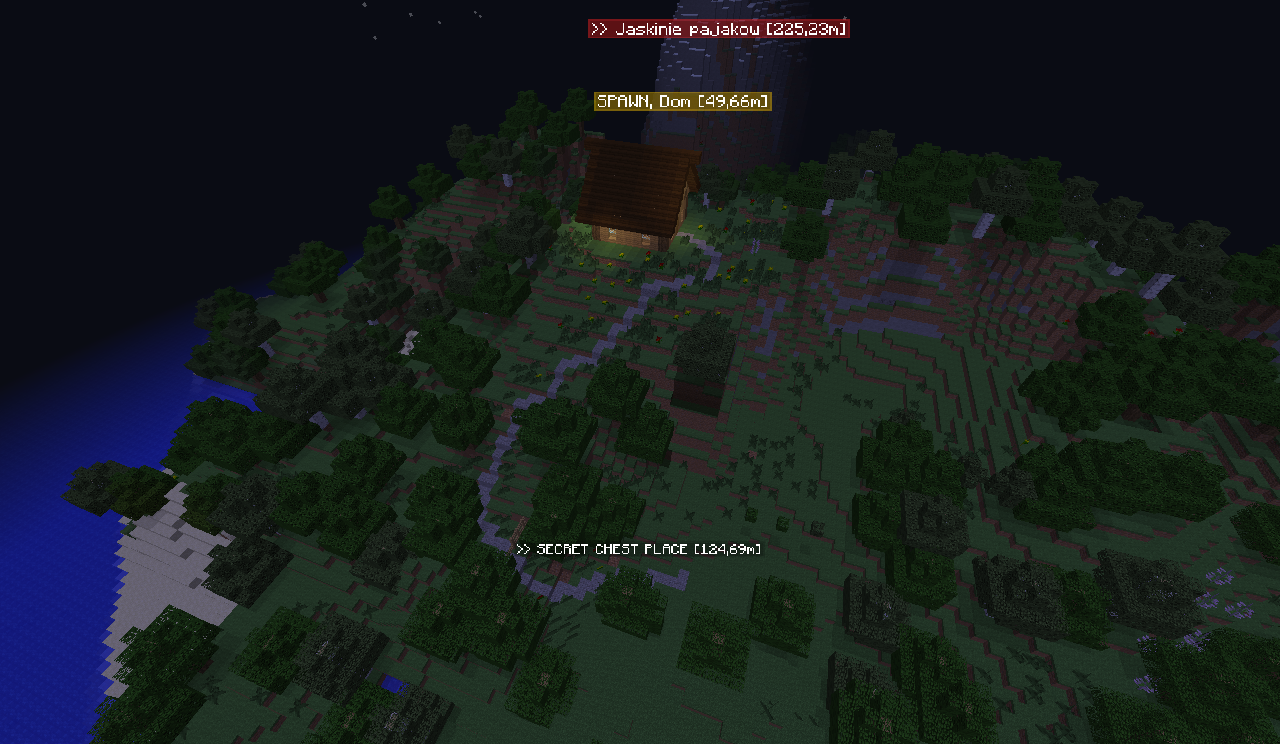 >> Jaskinie pajakow [225,23m]
SPAWN, Dom [49,66m]
>> SECRET CHEST PLACE [124,69m]